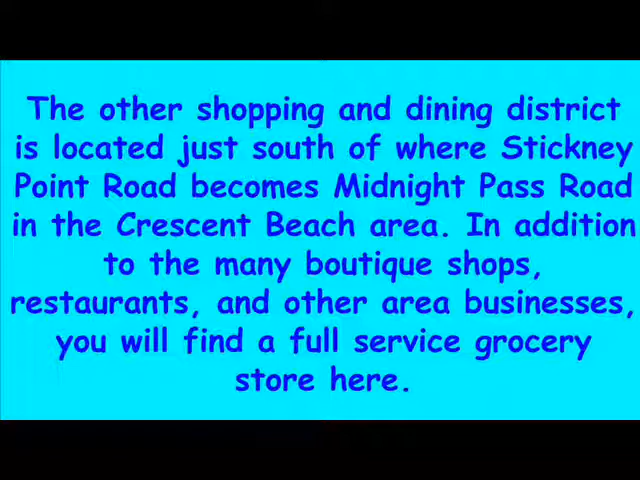 The other shopping and dining district
is located just south of where Stickney
Point Road becomes Midnight Pass Road
in the Crescent Beach area. In addition
to the many boutique shops,
restaurants, and other area businesses,
you will find a full service grocery
store here.